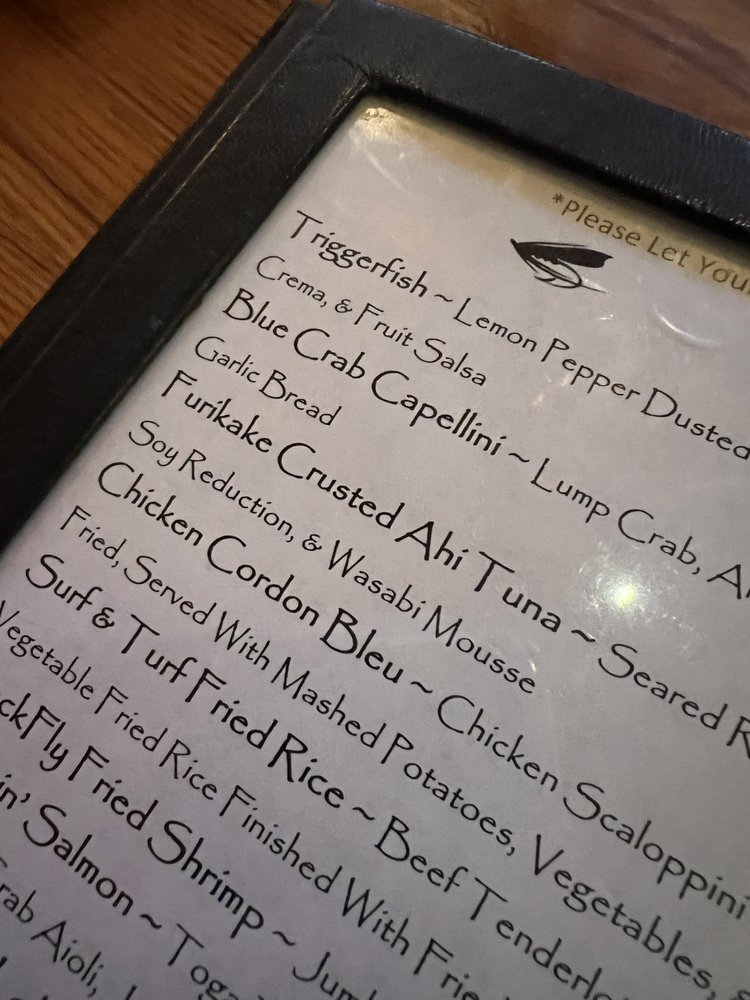 *Please Let Your
Triggerfish ~ Lemon Pepper Dusted
Crema, & Fruit Salsa
Blue Crab Capellini ~ Lump Crab,
Garlic Bread
Furikake Crusted Ahi Tuna ~ Seared
Soy Reduction, & Wasabi Mousse
Chicken Cordon Bleu ~ Chicken Scaloppini
Fried, Served With Mashed Potatoes, Vegetables,
Surf & Turf Fried Rice ~ Beef
Vegetable Fried Rice Finished With
Fried Shrimp ~
Salmon ~
Aioli,